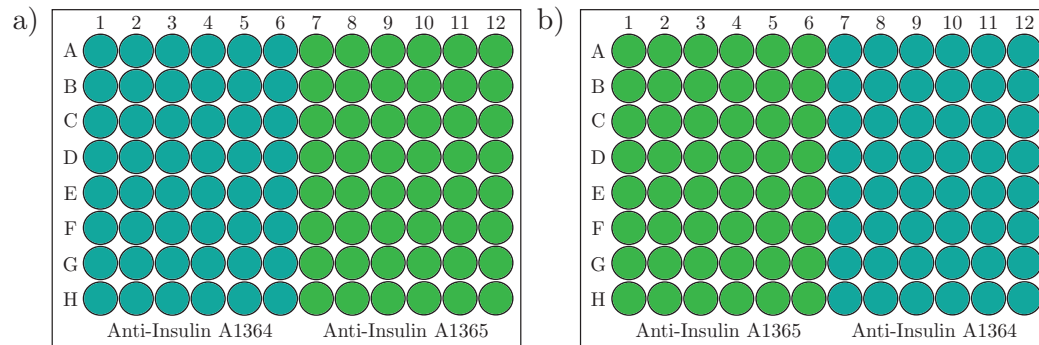 a)
1 2 3 4 5 6 7 8 9 10 11 12
A
B
C
D
E
F
G
H
Anti-Insulin A1364 Anti-Insulin A1365
b)
1 2 3 4 5 6 7 8 9 10 11 12
A
B
C
D
E
F
G
H
Anti-Insulin A1365 Anti-Insulin A1364